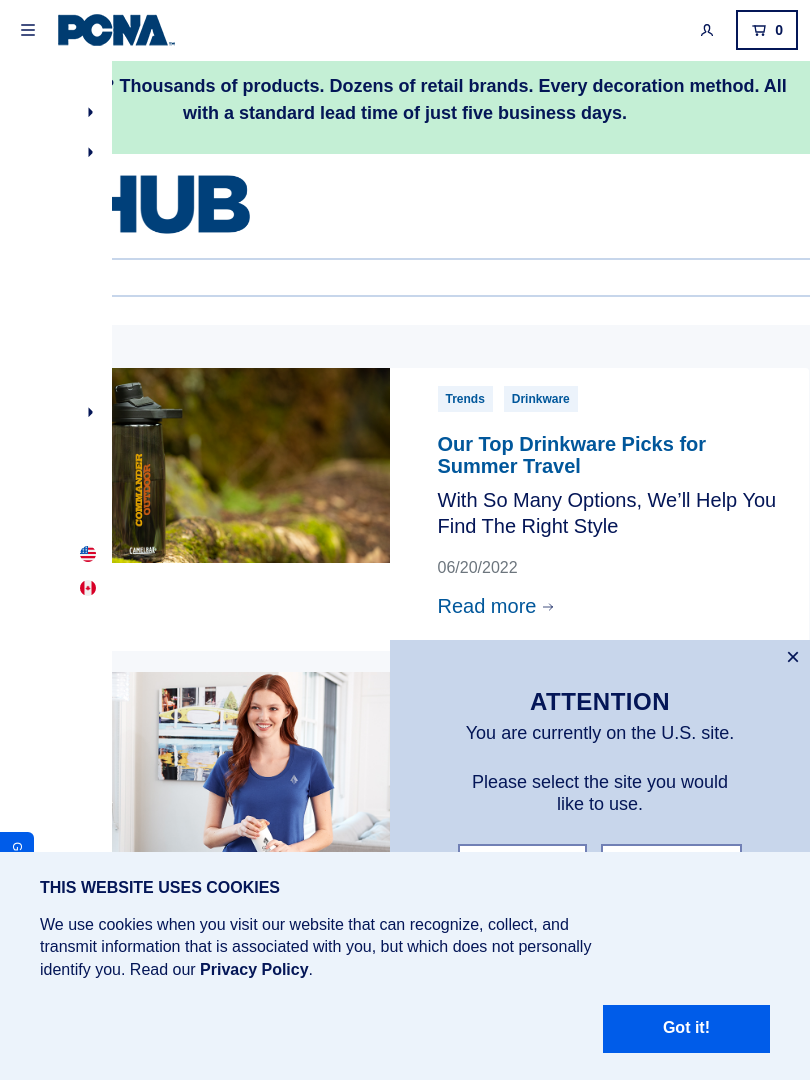 PCNA™
0
? Thousands of products. Dozens of retail brands. Every decoration method. All
with a standard lead time of just five business days.
HUB
COMMANDER
OUTDOOR
CAMELBAK
Trends
Drinkware
Our Top Drinkware Picks for
Summer Travel
With So Many Options, We’ll Help You
Find The Right Style
06/20/2022
Read more
ATTENTION
You are currently on the U.S. site.
Please select the site you would
like to use.
G
THIS WEBSITE USES COOKIES
We use cookies when you visit our website that can recognize, collect, and
transmit information that is associated with you, but which does not personally
identify you. Read our Privacy Policy.
Got it!